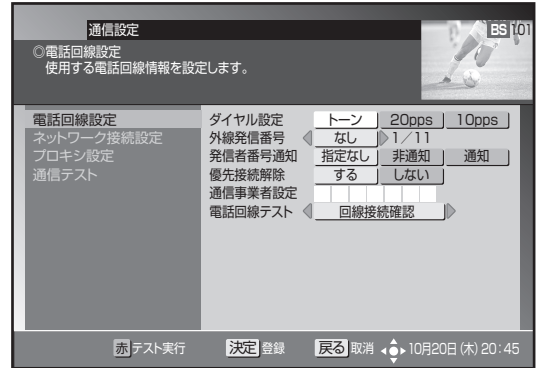 通信設定
BS 101
◎電話回線設定
使用する電話回線情報を設定します。
電話回線設定
ネットワーク接続設定
プロキシ設定
通信テスト
ダイヤル設定 トーン 20pps 10pps
外線発信番号 なし 1/11
発信者番号通知 指定なし 非通知 通知
優先接続解除 する しない
通信事業者設定
電話回線テスト 回線接続確認
赤 テスト実行 決定 登録 戻る 取消 10月20日(木) 20:45